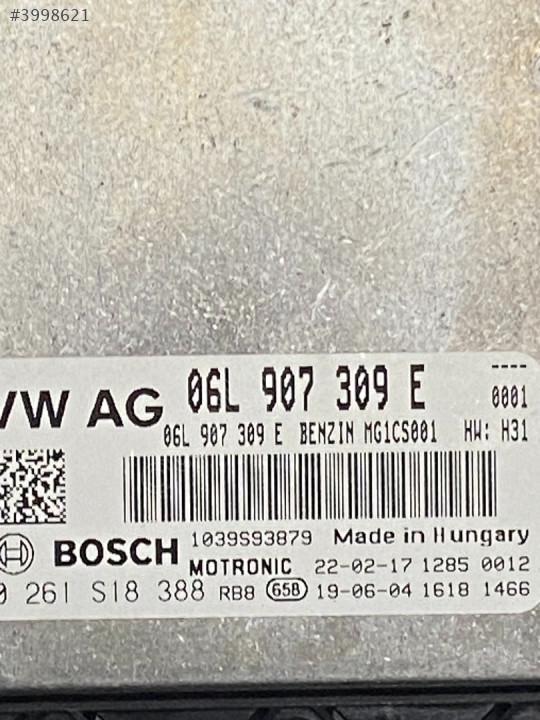 #3998621
----
VW AG 06L 907 309 E 0001
06L 907 309 E BENZIN MG1CS001 HW: H31
BOSCH 1039S93879 Made in Hungary
MOTRONIC 22-02-17 1285 0012
0 261 S18 388 RB8 65B 19-06-04 1618 1466